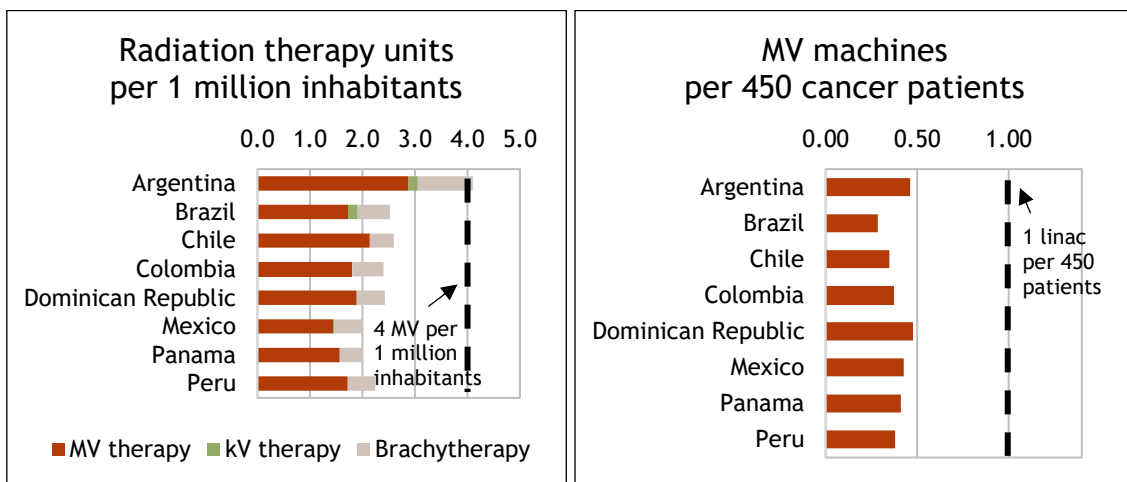 Radiation therapy units
per 1 million inhabitants
0.0 1.0 2.0 3.0 4.0 5.0
Argentina
Brazil
Chile
Colombia
Dominican Republic
Mexico
Panama
Peru
4 MV per
1 million
inhabitants
MV therapy kV therapy Brachytherapy
MV machines
per 450 cancer patients
0.00 0.50 1.00
Argentina
Brazil
Chile
Colombia
Dominican Republic
Mexico
Panama
Peru
1 linac
per 450
patients